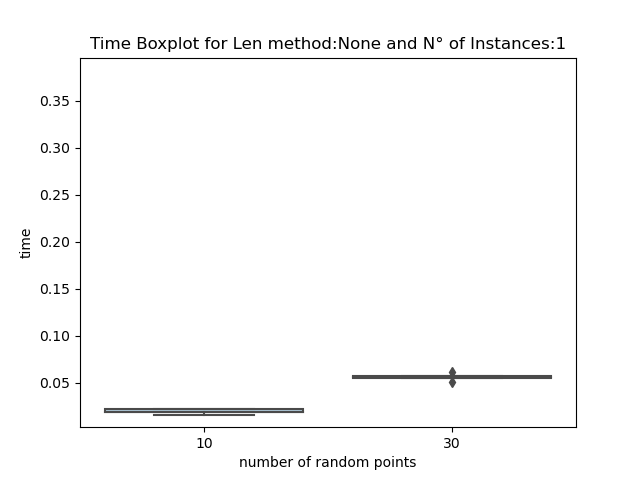 Time Boxplot for Len method:None and N° of Instances:1
0.35
0.30
0.25
0.20
0.15
0.10
0.05
time
10 30
number of random points